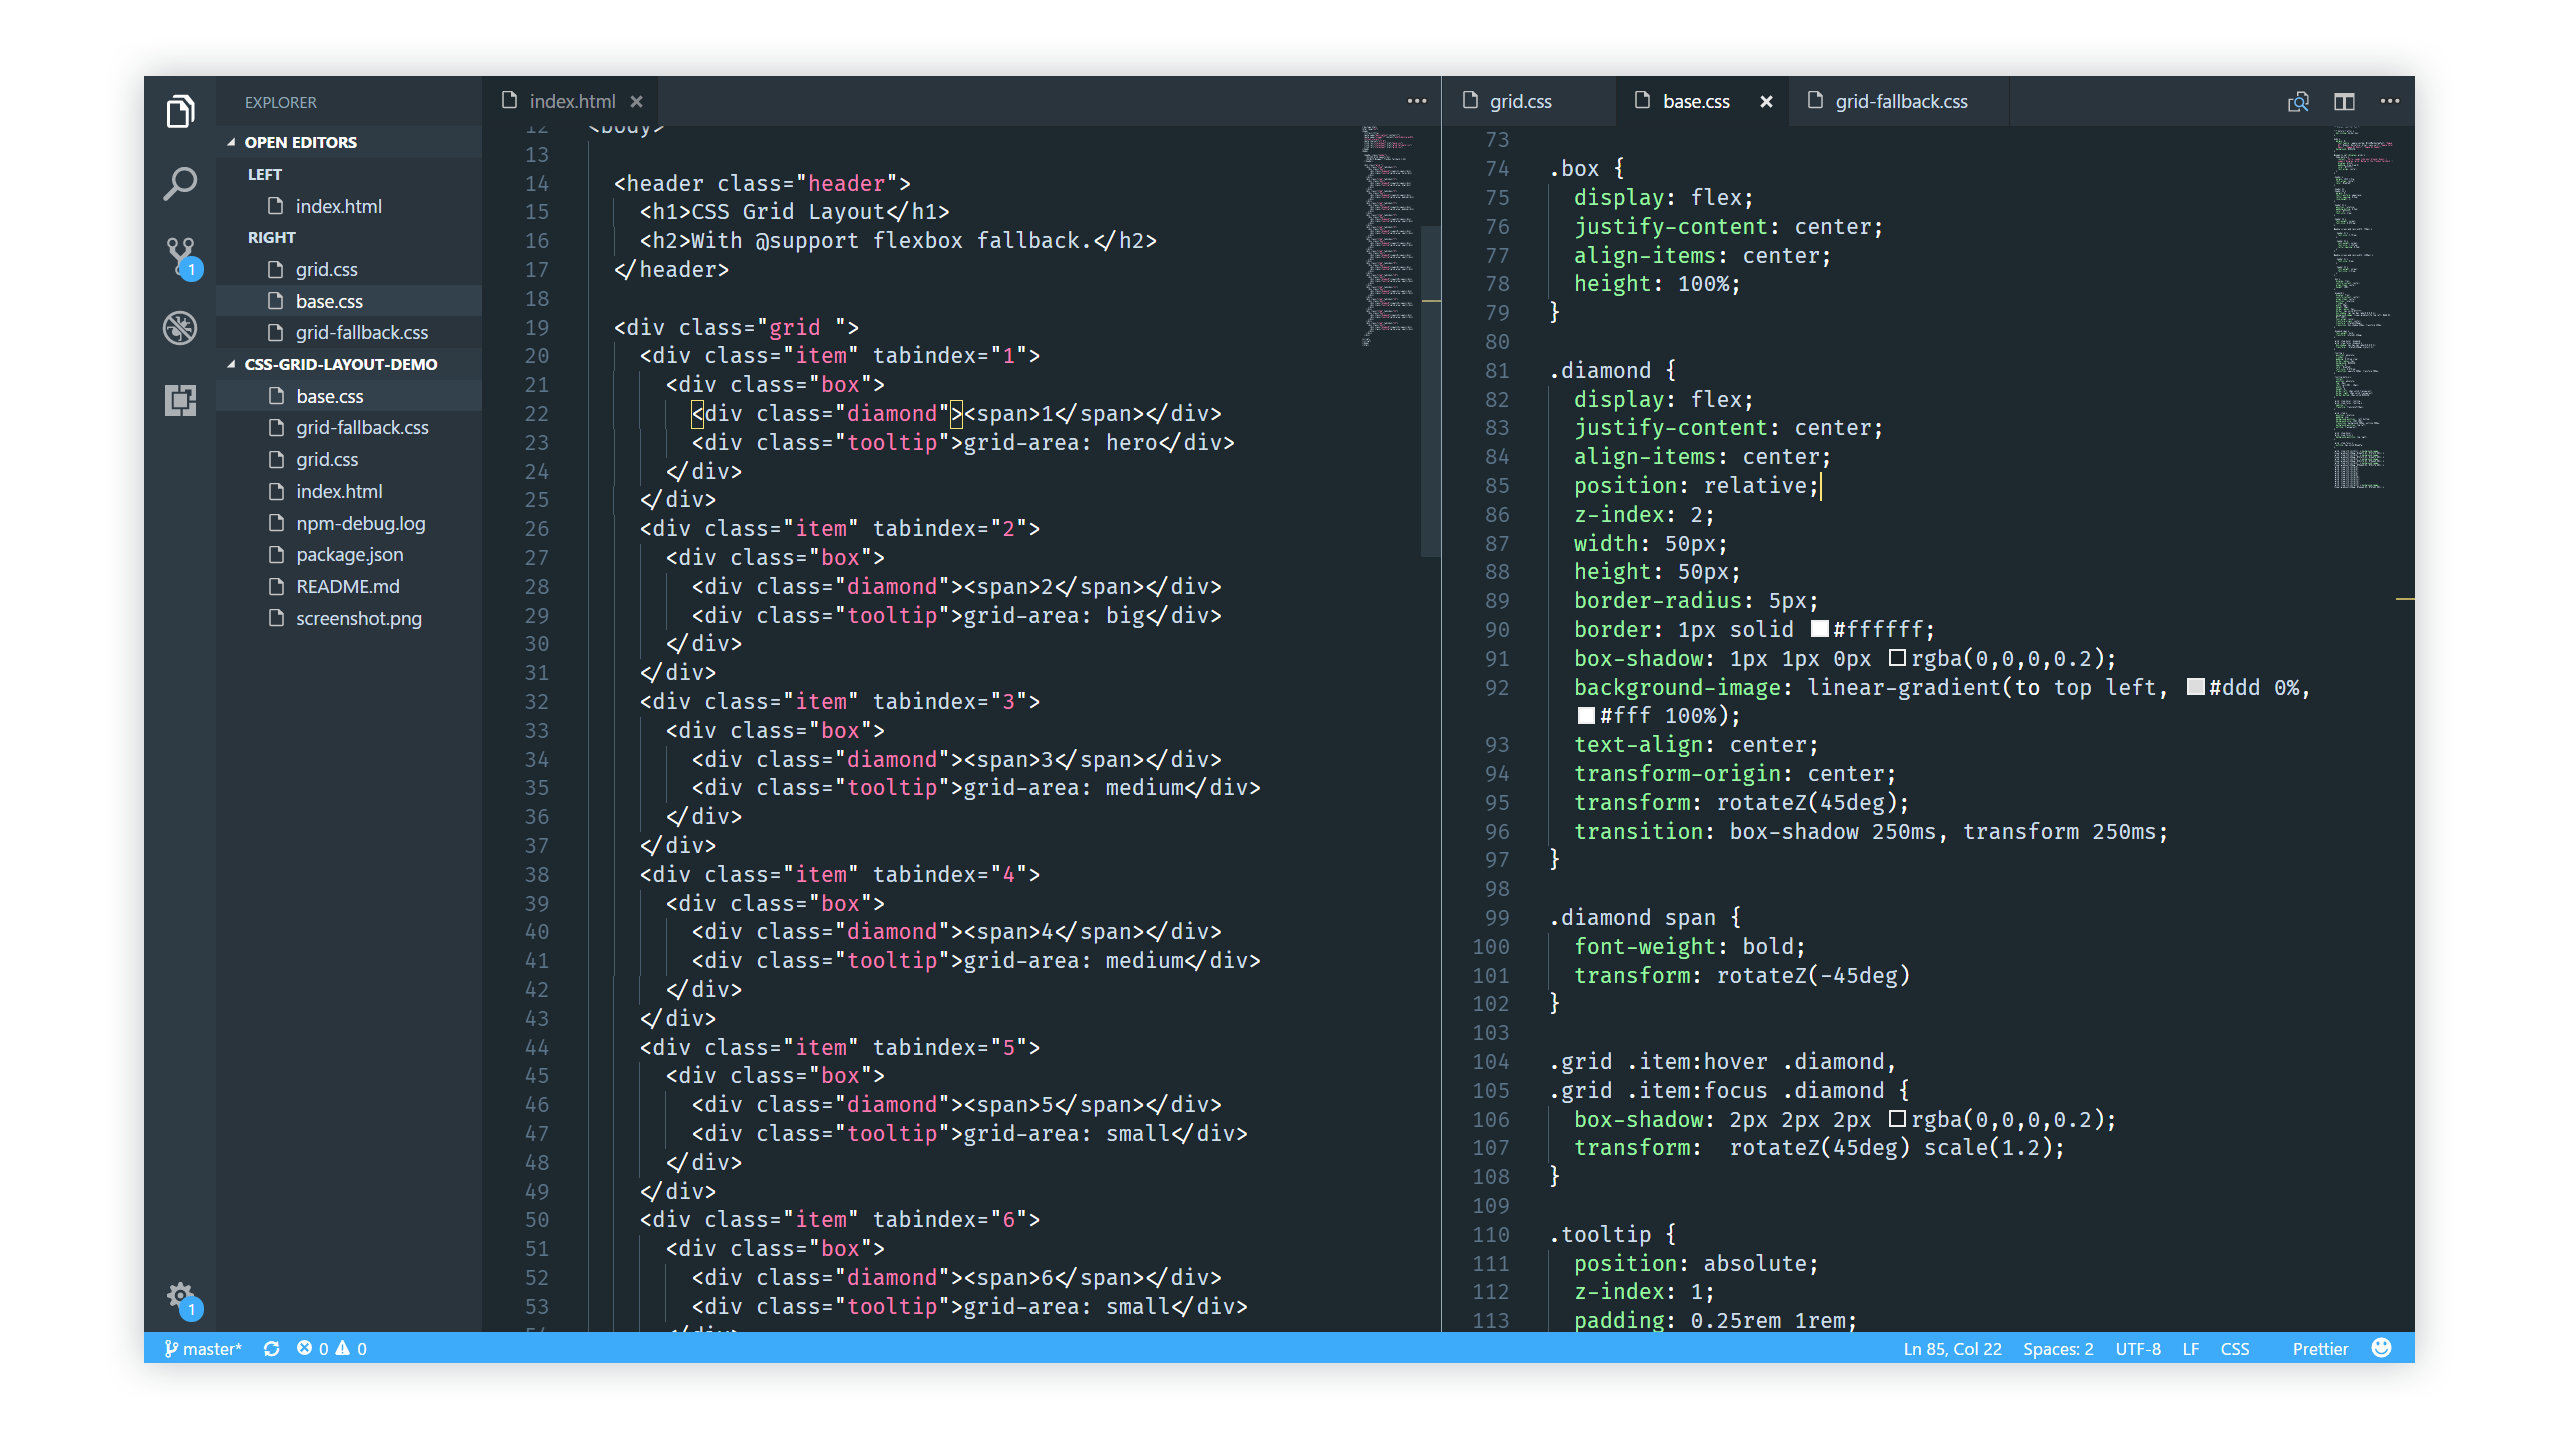 EXPLORER
OPEN EDITORS
LEFT
index.html
RIGHT
grid.css
base.css
grid-fallback.css
CSS-GRID-LAYOUT-DEMO
base.css
grid-fallback.css
grid.css
index.html
npm-debug.log
package.json
README.md
screenshot.png
1
1
index.html
12 <body>
13
14 <header class="header">
15 <h1>CSS Grid Layout</h1>
16 <h2>With @support flexbox fallback.</h2>
17 </header>
18
19 <div class="grid ">
20 <div class="item" tabindex="1">
21 <div class="box">
22 <div class="diamond"><span>1</span></div>
23 <div class="tooltip">grid-area: hero</div>
24 </div>
25 </div>
26 <div class="item" tabindex="2">
27 <div class="box">
28 <div class="diamond"><span>2</span></div>
29 <div class="tooltip">grid-area: big</div>
30 </div>
31 </div>
32 <div class="item" tabindex="3">
33 <div class="box">
34 <div class="diamond"><span>3</span></div>
35 <div class="tooltip">grid-area: medium</div>
36 </div>
37 </div>
38 <div class="item" tabindex="4">
39 <div class="box">
40 <div class="diamond"><span>4</span></div>
41 <div class="tooltip">grid-area: medium</div>
42 </div>
43 </div>
44 <div class="item" tabindex="5">
45 <div class="box">
46 <div class="diamond"><span>5</span></div>
47 <div class="tooltip">grid-area: small</div>
48 </div>
49 </div>
50 <div class="item" tabindex="6">
51 <div class="box">
52 <div class="diamond"><span>6</span></div>
53 <div class="tooltip">grid-area: small</div>
54 </div>
grid.css base.css grid-fallback.css
73
74 .box {
75 display: flex;
76 justify-content: center;
77 align-items: center;
78 height: 100%;
79 }
80
81 .diamond {
82 display: flex;
83 justify-content: center;
84 align-items: center;
85 position: relative;
86 z-index: 2;
87 width: 50px;
88 height: 50px;
89 border-radius: 5px;
90 border: 1px solid #ffffff;
91 box-shadow: 1px 1px 0px rgba(0,0,0,0.2);
92 background-image: linear-gradient(to top left, #ddd 0%,
#fff 100%);
93 text-align: center;
94 transform-origin: center;
95 transform: rotateZ(45deg);
96 transition: box-shadow 250ms, transform 250ms;
97 }
98
99 .diamond span {
100 font-weight: bold;
101 transform: rotateZ(-45deg)
102 }
103
104 .grid .item:hover .diamond,
105 .grid .item:focus .diamond {
106 box-shadow: 2px 2px 2px rgba(0,0,0,0.2);
107 transform:  rotateZ(45deg) scale(1.2);
108 }
109
110 .tooltip {
111 position: absolute;
112 z-index: 1;
113 padding: 0.25rem 1rem;
master* 0 0 Ln 85, Col 22 Spaces: 2 UTF-8 LF CSS Prettier